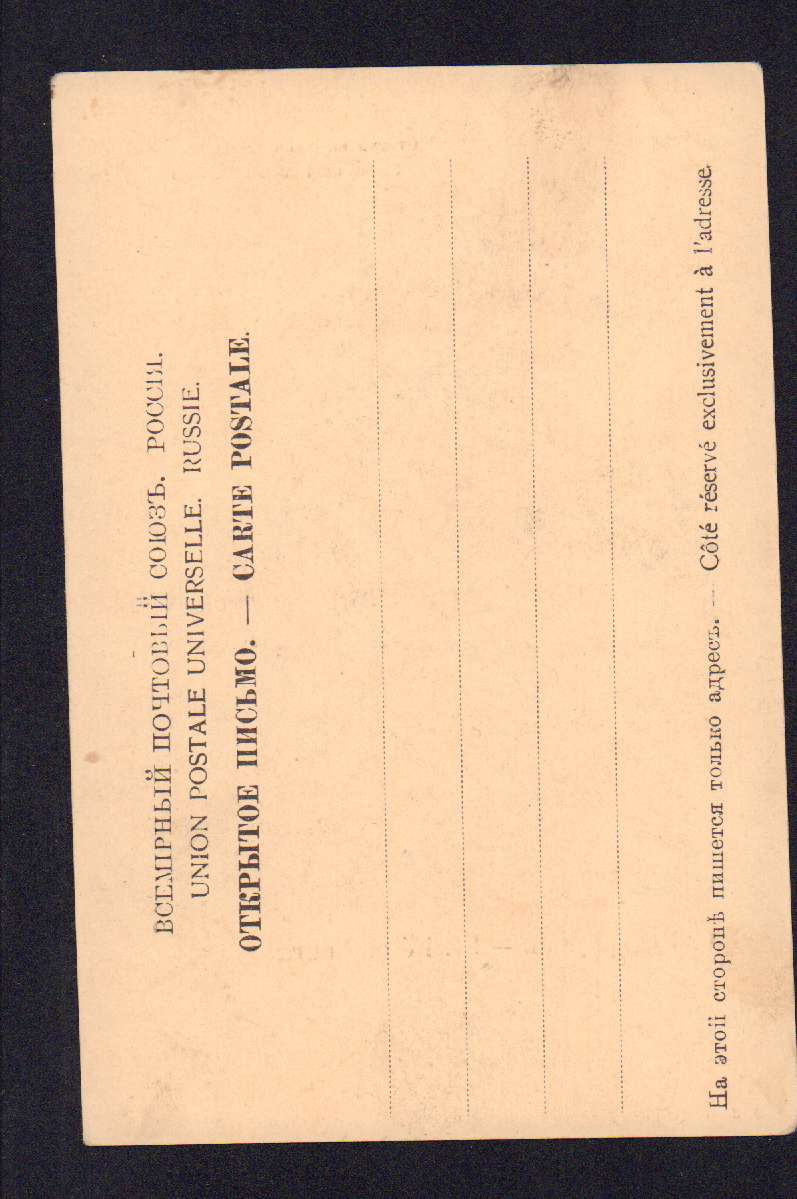 ВСЕМІРНЫЙ ПОЧТОВЫЙ СОЮЗЪ. РОССІЯ.
UNION POSTALE UNIVERSELLE. RUSSIE.
ОТКРЫТОЕ ПИСЬМО. — CARTE POSTALE.
На этой сторонѣ пишется только адресъ. — Côté réservé exclusivement à l'adresse.